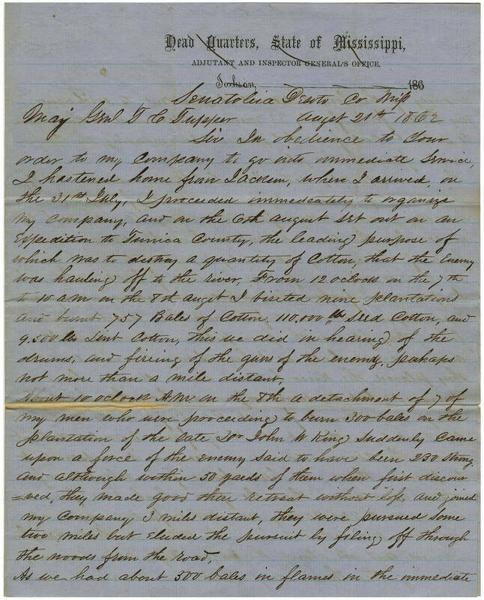 Head Quarters, State of Mississippi,
ADJUTANT AND INSPECTOR GENERAL'S OFFICE.
Jackson, 186
Senatobia Desoto Co Miss
Maj Genl T C Tupper August 21st 1862
Sir In obedience to Your
order to my Company to go into immediate Service,
I hastened home from Jackson, where I arrived, on
the 31st July, I proceeded immediately to organize
my company, and on the 6th august set out on an
Expedition to Tunica County, the leading purpose of
which was to destroy a quantity of Cotton, that the Enemy
was hauling off to the river, From 12 oclock on the 7th
to 10 a.m on the 8th augst I visited nine plantations
and burnt 757 Bales of Cotton, 110,000 lbs Seed Cotton, and
9,500 lbs Lint Cotton, this we did in hearing of the
drums, and fireing of the guns of the enemy, perhaps
not more than a mile distant,
about 10 oclock AM on the 8th a detachment of 7 of
my men who were proceeding to burn 300 bales on the
plantation of the late Dr John W King Suddenly came
upon a force of the Enemy Said to have been 230 strong
and although within 50 yards of them when first discov
=ered, they made good their retreat without loss, and joined
my Company 3 miles distant, they were pursued some
two miles but eluded the pursuit by fileing off through
the woods from the road,
As we had about 500 bales in flames in the immediate